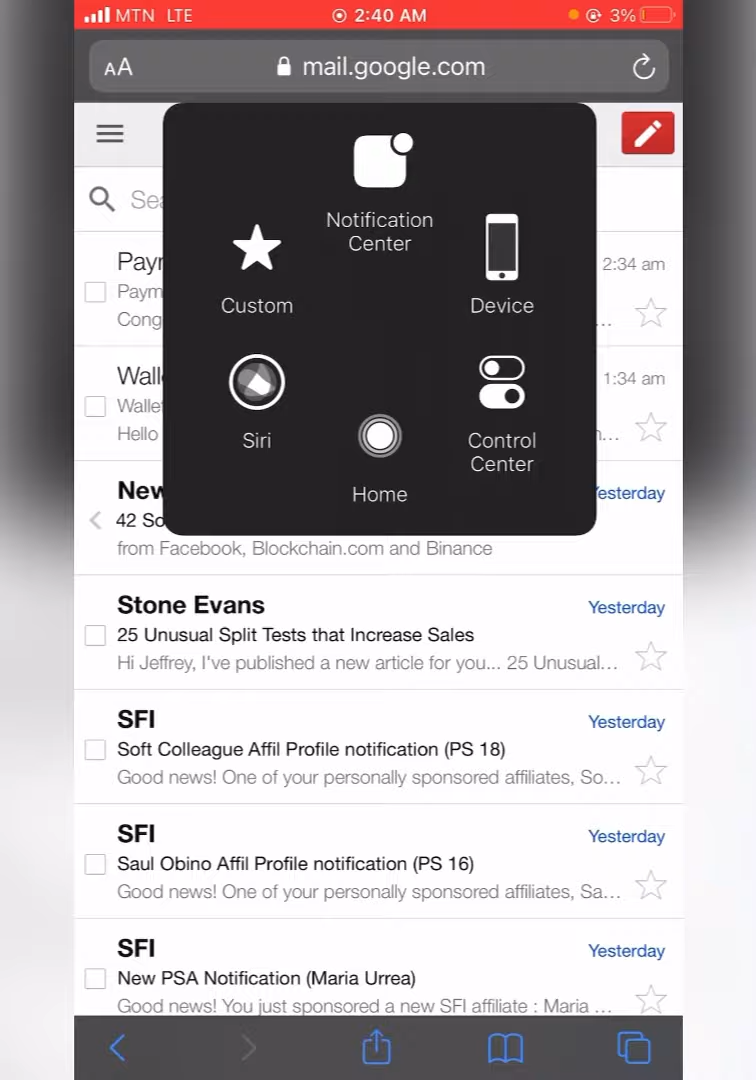 MTN LTE 2:40 AM 3%
AA mail.google.com
Notification
Center
Custom
Device
Siri
Control
Center
Home
2:34 am
Cong
...
1:34 am
Hello
New
Yesterday
42 So
from Facebook, Blockchain.com and Binance
Stone Evans Yesterday
25 Unusual Split Tests that Increase Sales
Hi Jeffrey, I've published a new article for you... 25 Unusual...
SFI Yesterday
Soft Colleague Affil Profile notification (PS 18)
Good news! One of your personally sponsored affiliates, So...
SFI Yesterday
Saul Obino Affil Profile notification (PS 16)
Good news! One of your personally sponsored affiliates, Sa...
SFI Yesterday
New PSA Notification (Maria Urrea)
Good news! You just sponsored a new SFI affiliate : Maria ...